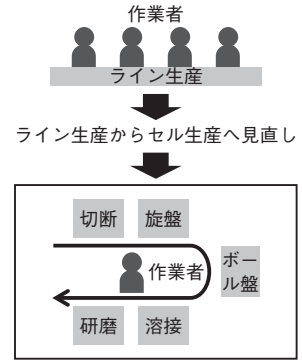 作業者
ライン生産
ライン生産からセル生産へ見直し
切断
旋盤
作業者
ボー
ル盤
研磨
溶接